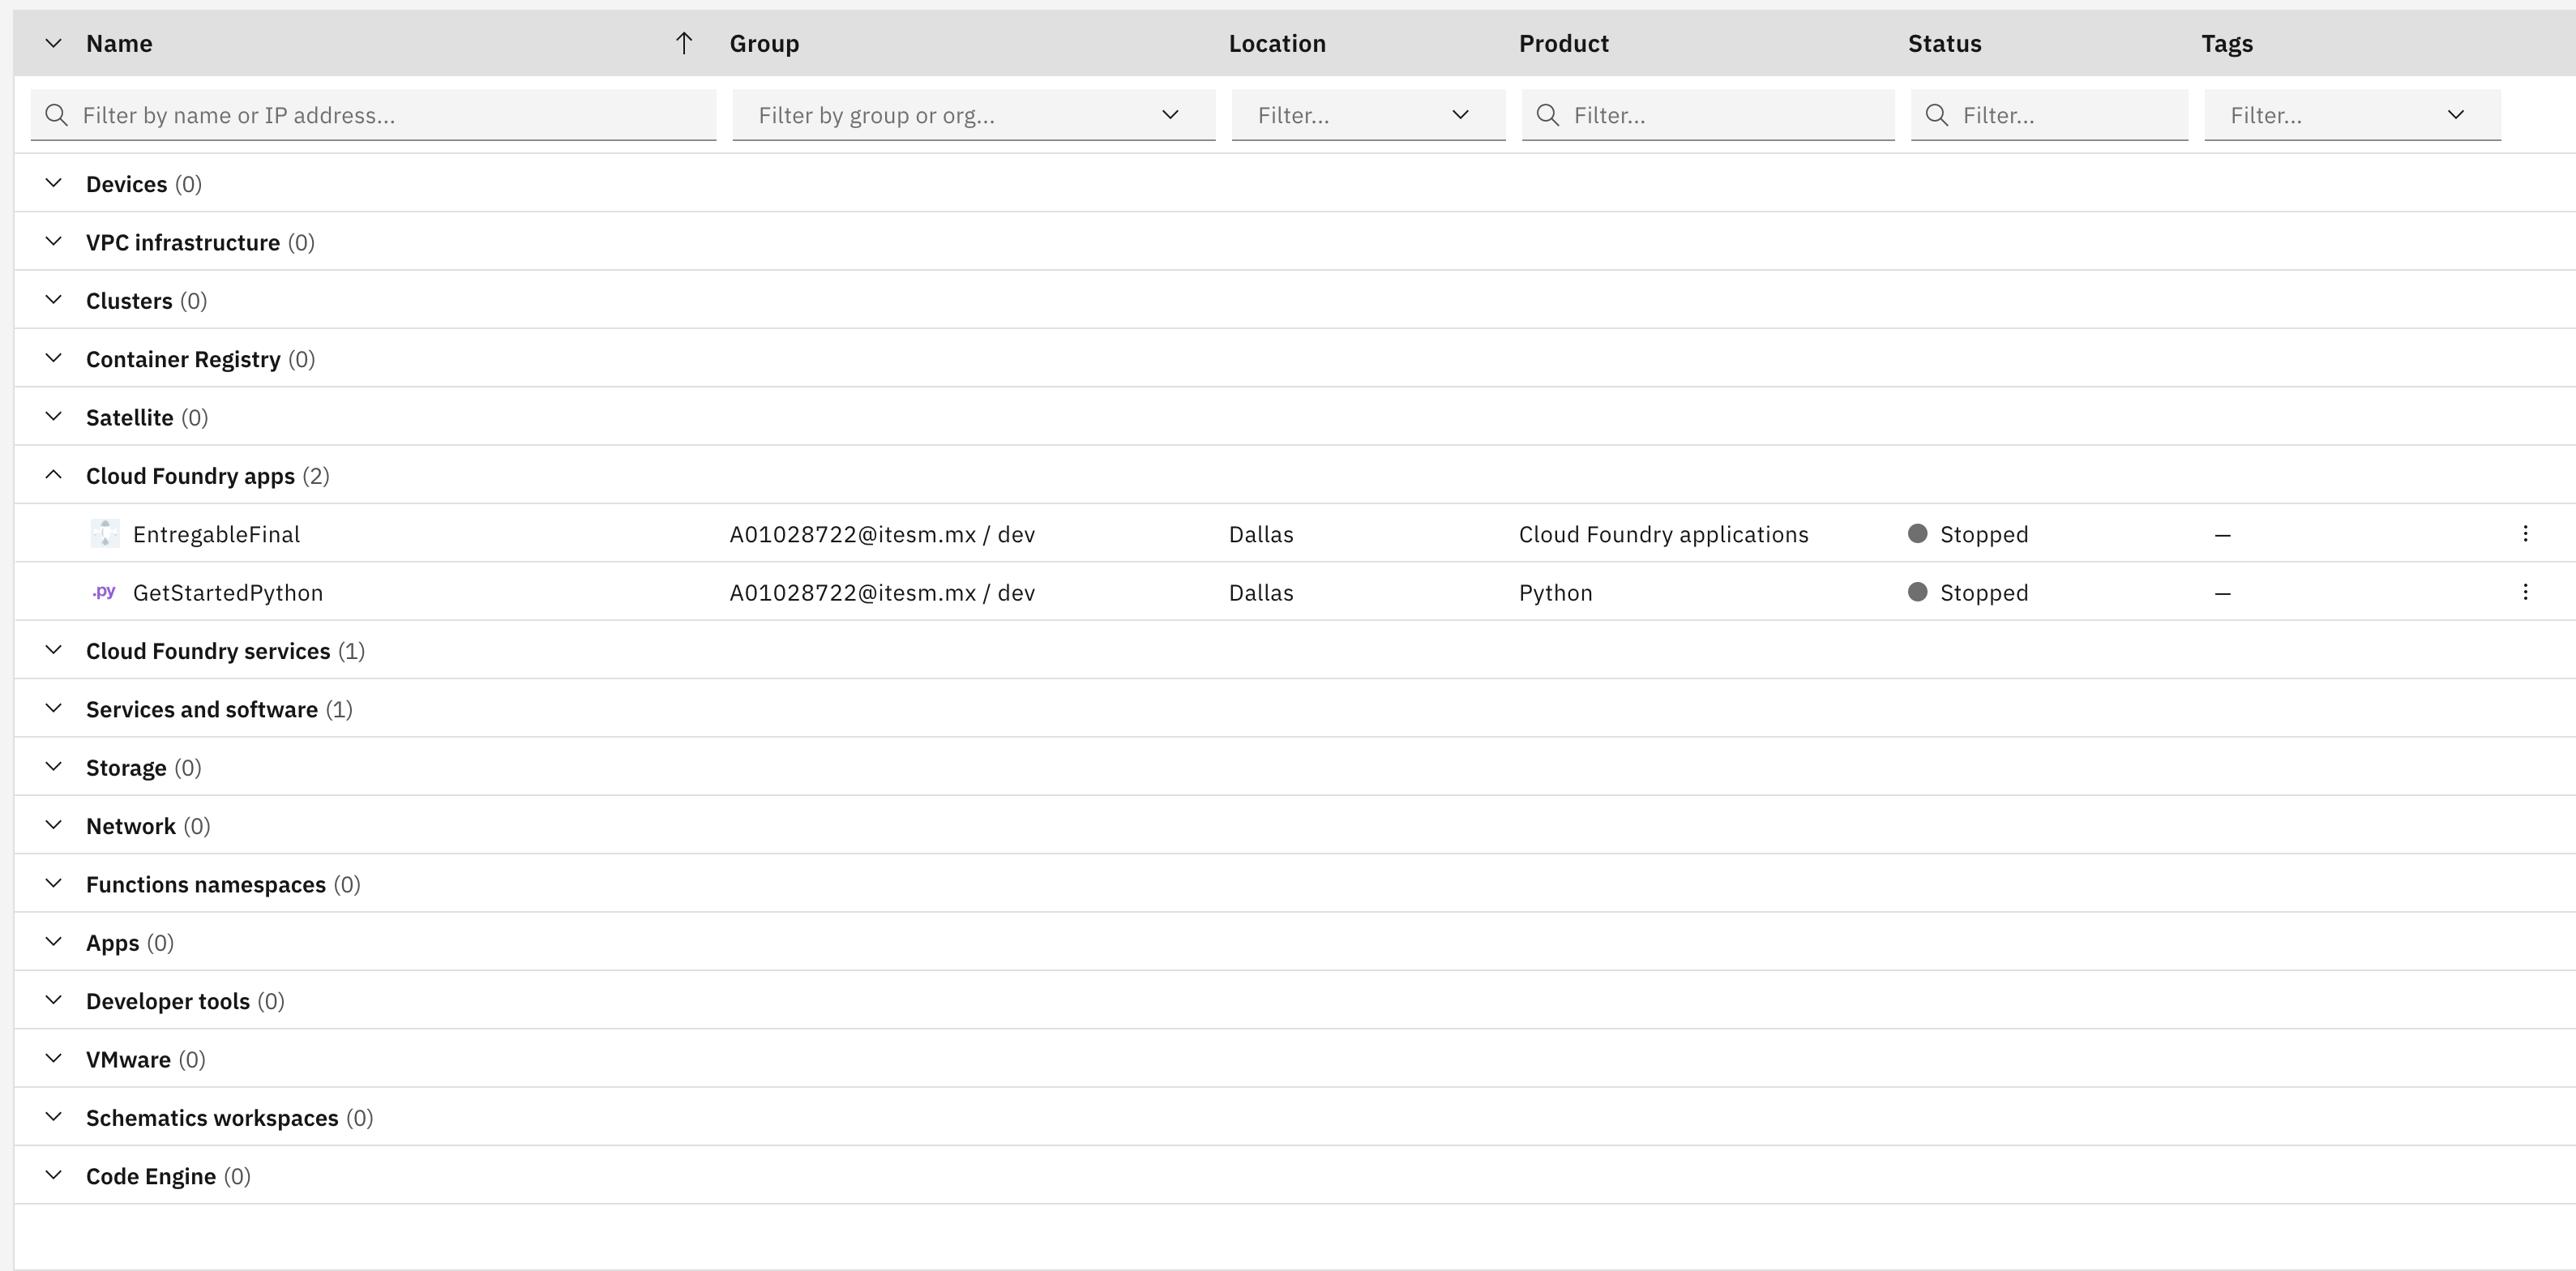 Name Group Location Product Status Tags
Filter by name or IP address... Filter by group or org... Filter... Filter... Filter... Filter...
Devices (0)
VPC infrastructure (0)
Clusters (0)
Container Registry (0)
Satellite (0)
Cloud Foundry apps (2)
EntregableFinal A01028722@itesm.mx / dev Dallas Cloud Foundry applications Stopped –
.py GetStartedPython A01028722@itesm.mx / dev Dallas Python Stopped –
Cloud Foundry services (1)
Services and software (1)
Storage (0)
Network (0)
Functions namespaces (0)
Apps (0)
Developer tools (0)
VMware (0)
Schematics workspaces (0)
Code Engine (0)